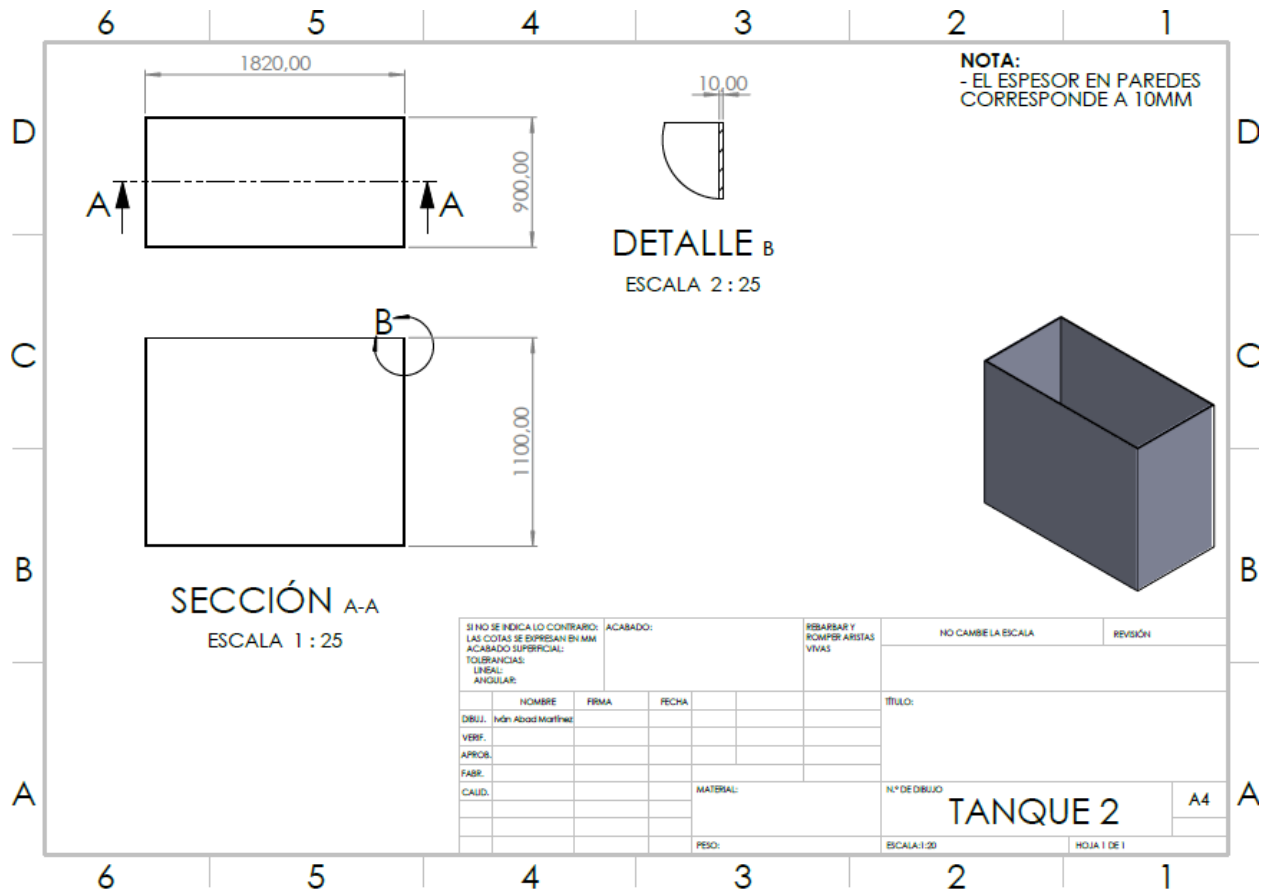 6 5 4 3 2 1
1820,00
10,00
NOTA:
- EL ESPESOR EN PAREDES
CORRESPONDE A 10MM
D D
900,00
A A
DETALLE B
ESCALA 2 : 25
B
C C
1100,00
B B
SECCIÓN A-A
ESCALA 1 : 25
SI NO SE INDICA LO CONTRARIO:
LAS COTAS SE EXPRESAN EN MM
ACABADO SUPERFICIAL:
TOLERANCIAS:
LINEAL:
ANGULAR:
ACABADO:
REBARBAR Y
ROMPER ARISTAS
VIVAS
NO CAMBIE LA ESCALA
REVISIÓN
NOMBRE FIRMA FECHA
TÍTULO:
DIBUJ. Iván Abad Martínez
VERIF.
APROB.
FABR.
CALID.
MATERIAL:
N.º DE DIBUJO
TANQUE 2
A4
A A
PESO:
ESCALA:1:20
HOJA 1 DE 1
6 5 4 3 2 1